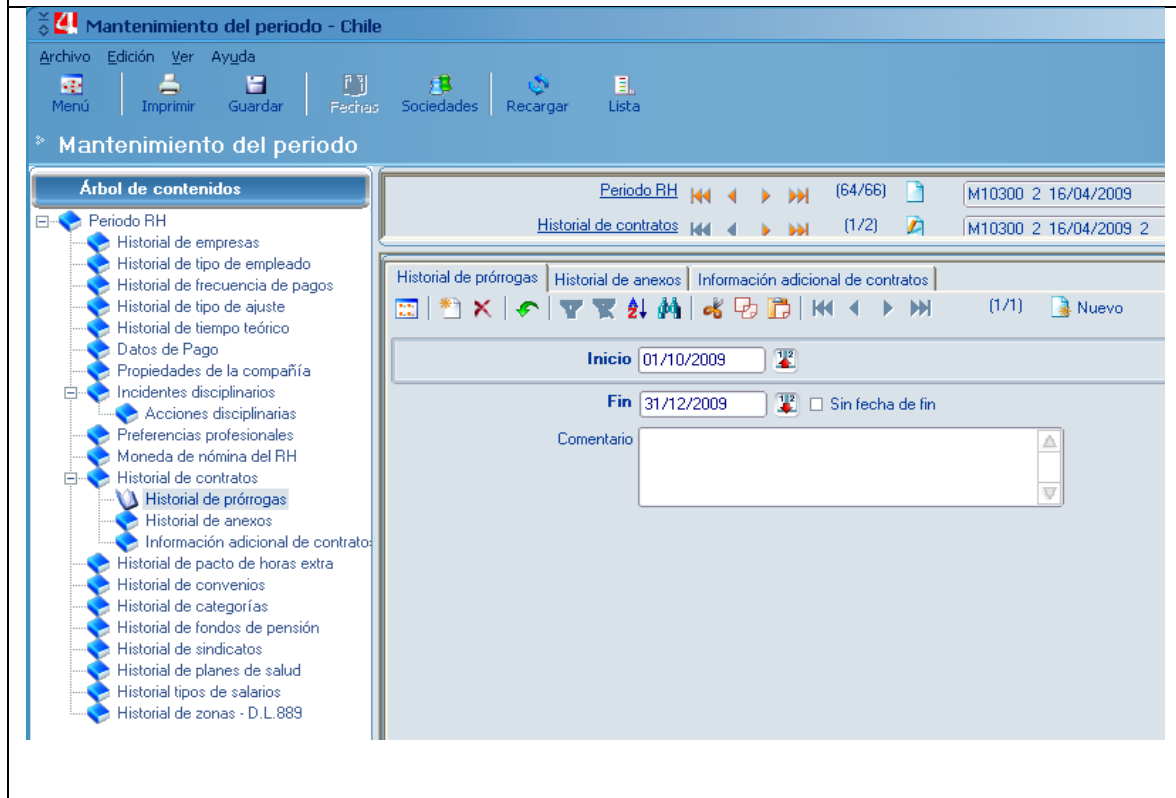 Mantenimiento del periodo - Chile
Archivo Edición Ver Ayuda
Menú Imprimir Guardar Fechas Sociedades Recargar Lista
Mantenimiento del periodo
Árbol de contenidos
Periodo RH
Historial de empresas
Historial de tipo de empleado
Historial de frecuencia de pagos
Historial de tipo de ajuste
Historial de tiempo teórico
Datos de Pago
Propiedades de la compañía
Incidentes disciplinarios
Acciones disciplinarias
Preferencias profesionales
Moneda de nómina del RH
Historial de contratos
Historial de prórrogas
Historial de anexos
Información adicional de contrato
Historial de pacto de horas extra
Historial de convenios
Historial de categorías
Historial de fondos de pensión
Historial de sindicatos
Historial de planes de salud
Historial tipos de salarios
Historial de zonas - D.L.889
Periodo RH (64/66) M10300 2 16/04/2009
Historial de contratos (1/2) M10300 2 16/04/2009 2
Historial de prórrogas Historial de anexos Información adicional de contratos
(1/1) Nuevo
Inicio 01/10/2009
Fin 31/12/2009 Sin fecha de fin
Comentario